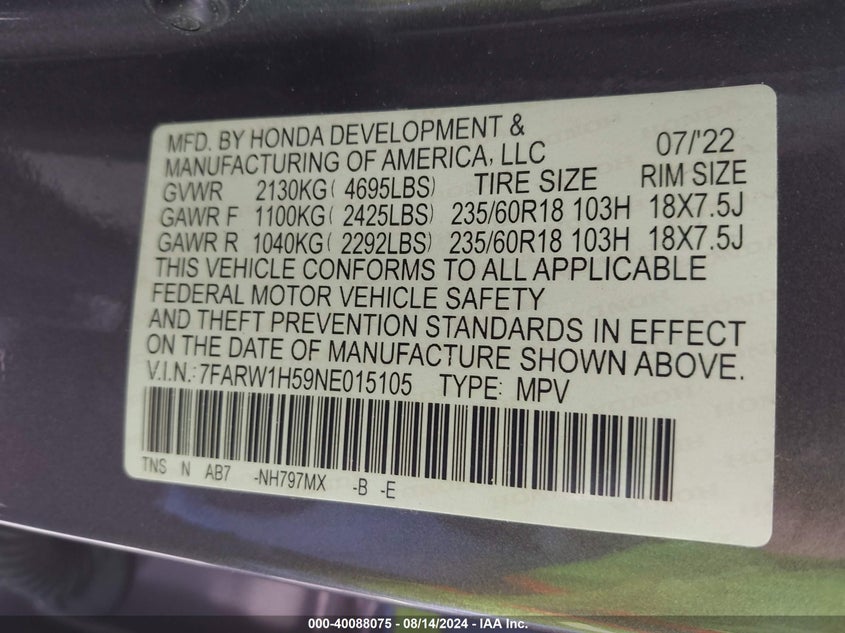 MFD. BY HONDA DEVELOPMENT &
MANUFACTURING OF AMERICA, LLC 07/'22
GVWR 2130KG( 4695LBS) TIRE SIZE RIM SIZE
GAWR F 1100KG( 2425LBS) 235/60R18 103H 18X7.5J
GAWR R 1040KG( 2292LBS) 235/60R18 103H 18X7.5J
THIS VEHICLE CONFORMS TO ALL APPLICABLE
FEDERAL MOTOR VEHICLE SAFETY
AND THEFT PREVENTION STANDARDS IN EFFECT
ON THE DATE OF MANUFACTURE SHOWN ABOVE.
V.I.N.: 7FARW1H59NE015105 TYPE: MPV
TNS N AB7 -NH797MX -B -E
000-40088075 - 08/14/2024 - IAA Inc.